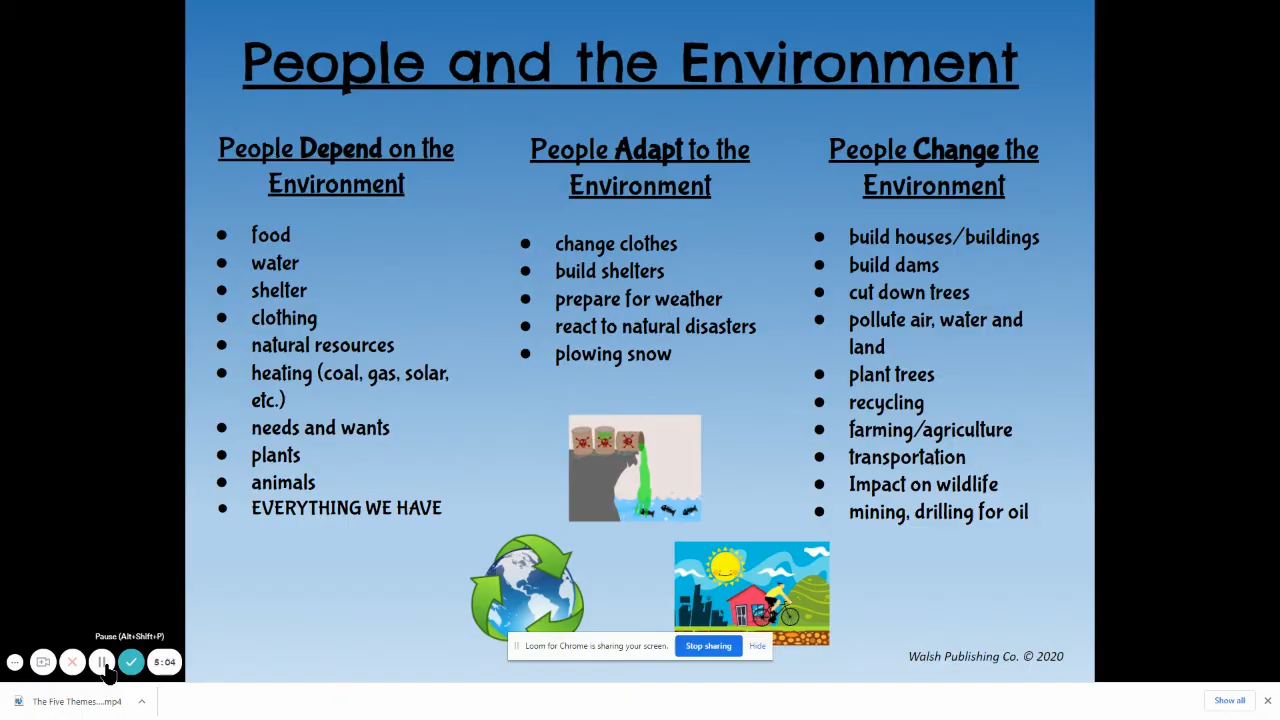 People and the Environment
People Depend on the
Environment
food
water
shelter
clothing
natural resources
heating (coal, gas, solar,
etc.)
needs and wants
plants
animals
EVERYTHING WE HAVE
People Adapt to the
Environment
change clothes
build shelters
prepare for weather
react to natural disasters
plowing snow
People Change the
Environment
build houses/buildings
build dams
cut down trees
pollute air, water and
land
plant trees
recycling
farming/agriculture
transportation
Impact on wildlife
mining, drilling for oil
Pause (Alt+Shift+P)
5:04
Loom for Chrome is sharing your screen.
Stop sharing
Hide
Walsh Publishing Co. © 2020
The Five Themes....mp4
Show all